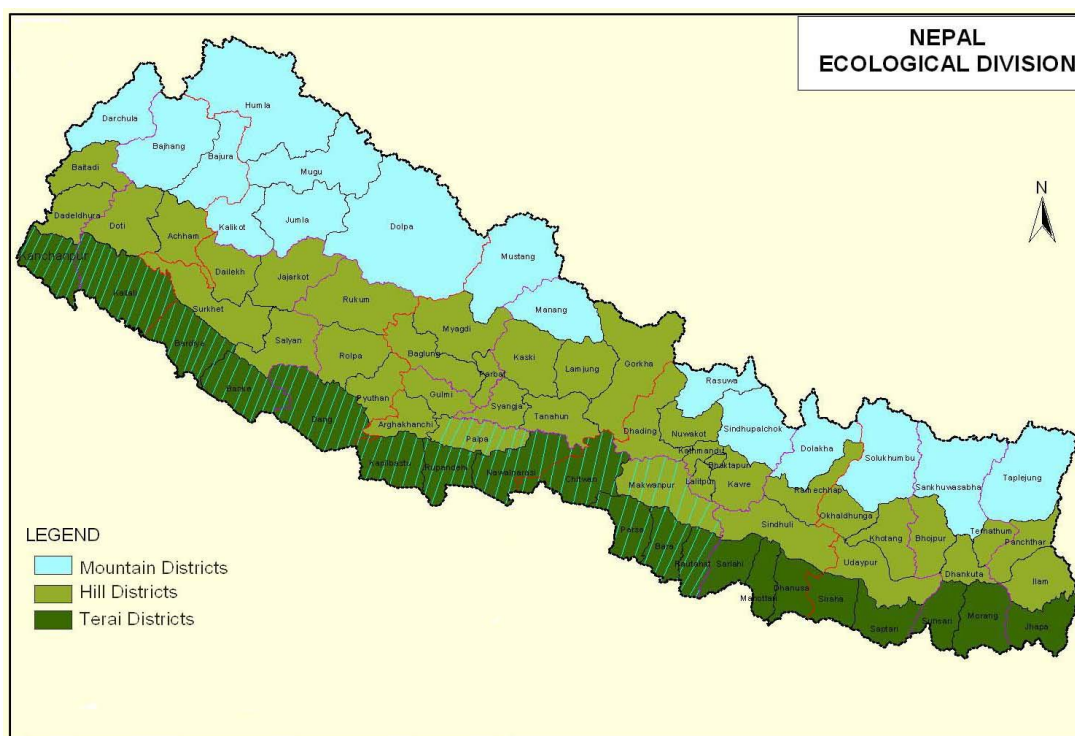 NEPAL
ECOLOGICAL DIVISION
Humla
Darchula
Bajhang
Bajura
Mugu
Baitadi
Dadeldhura
Doti
Achham
Kalikot
Jumla
Dolpa
Mustang
Manang
N
Kanchanpur
Kailali
Dailekh
Jajarkot
Surkhet
Rukum
Bardiya
Salyan
Rolpa
Banke
Dang
Myagdi
Baglung
Parbat
Kaski
Lamjung
Gorkha
Pyuthan
Gulmi
Syangja
Tanahun
Arghakhanchi
Palpa
Dhading
Nuwakot
Rasuwa
Sindhupalchok
Dolakha
Solukhumbu
Sankhuwasabha
Taplejung
Kathmandu
Bhaktapur
Lalitpur
Kavre
Ramechhap
Okhaldhunga
Khotang
Bhojpur
Terhathum
Panchthar
Kapilbastu
Rupandehi
Nawalparasi
Chitwan
Makwanpur
Sindhuli
Udaypur
Dhankuta
Ilam
Parsa
Bara
Rautahat
Sarlahi
Mahottari
Dhanusa
Siraha
Saptari
Sunsari
Morang
Jhapa
LEGEND
Mountain Districts
Hill Districts
Terai Districts